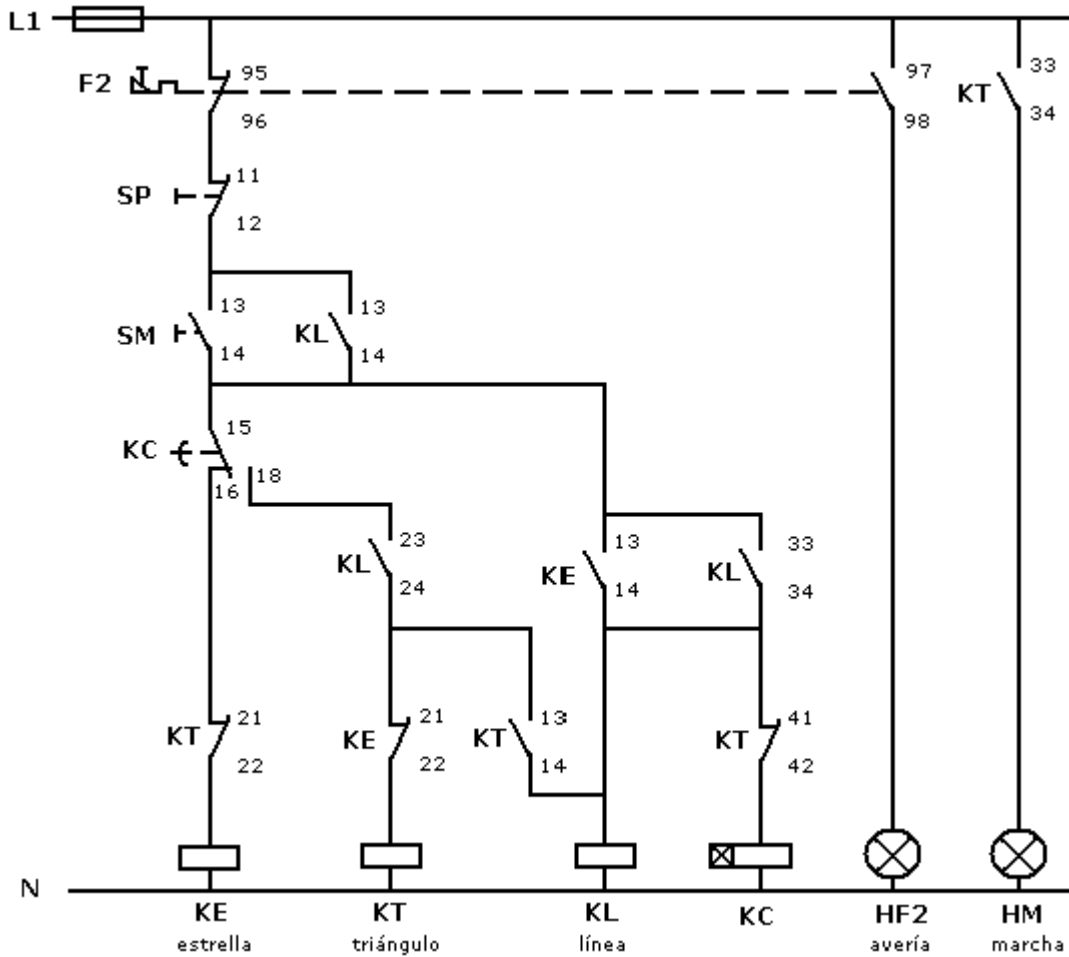 L1
F2 95 97 33
KT
96 98 34
11
SP
12
13 13
SM KL
14 14
15
KC
16 18
23 13 33
KL KE KL
24 14 34
21 21 13 41
KT KE KT KT
22 22 14 42
N
KE KT KL KC HF2 HM
estrella triángulo línea avería marcha